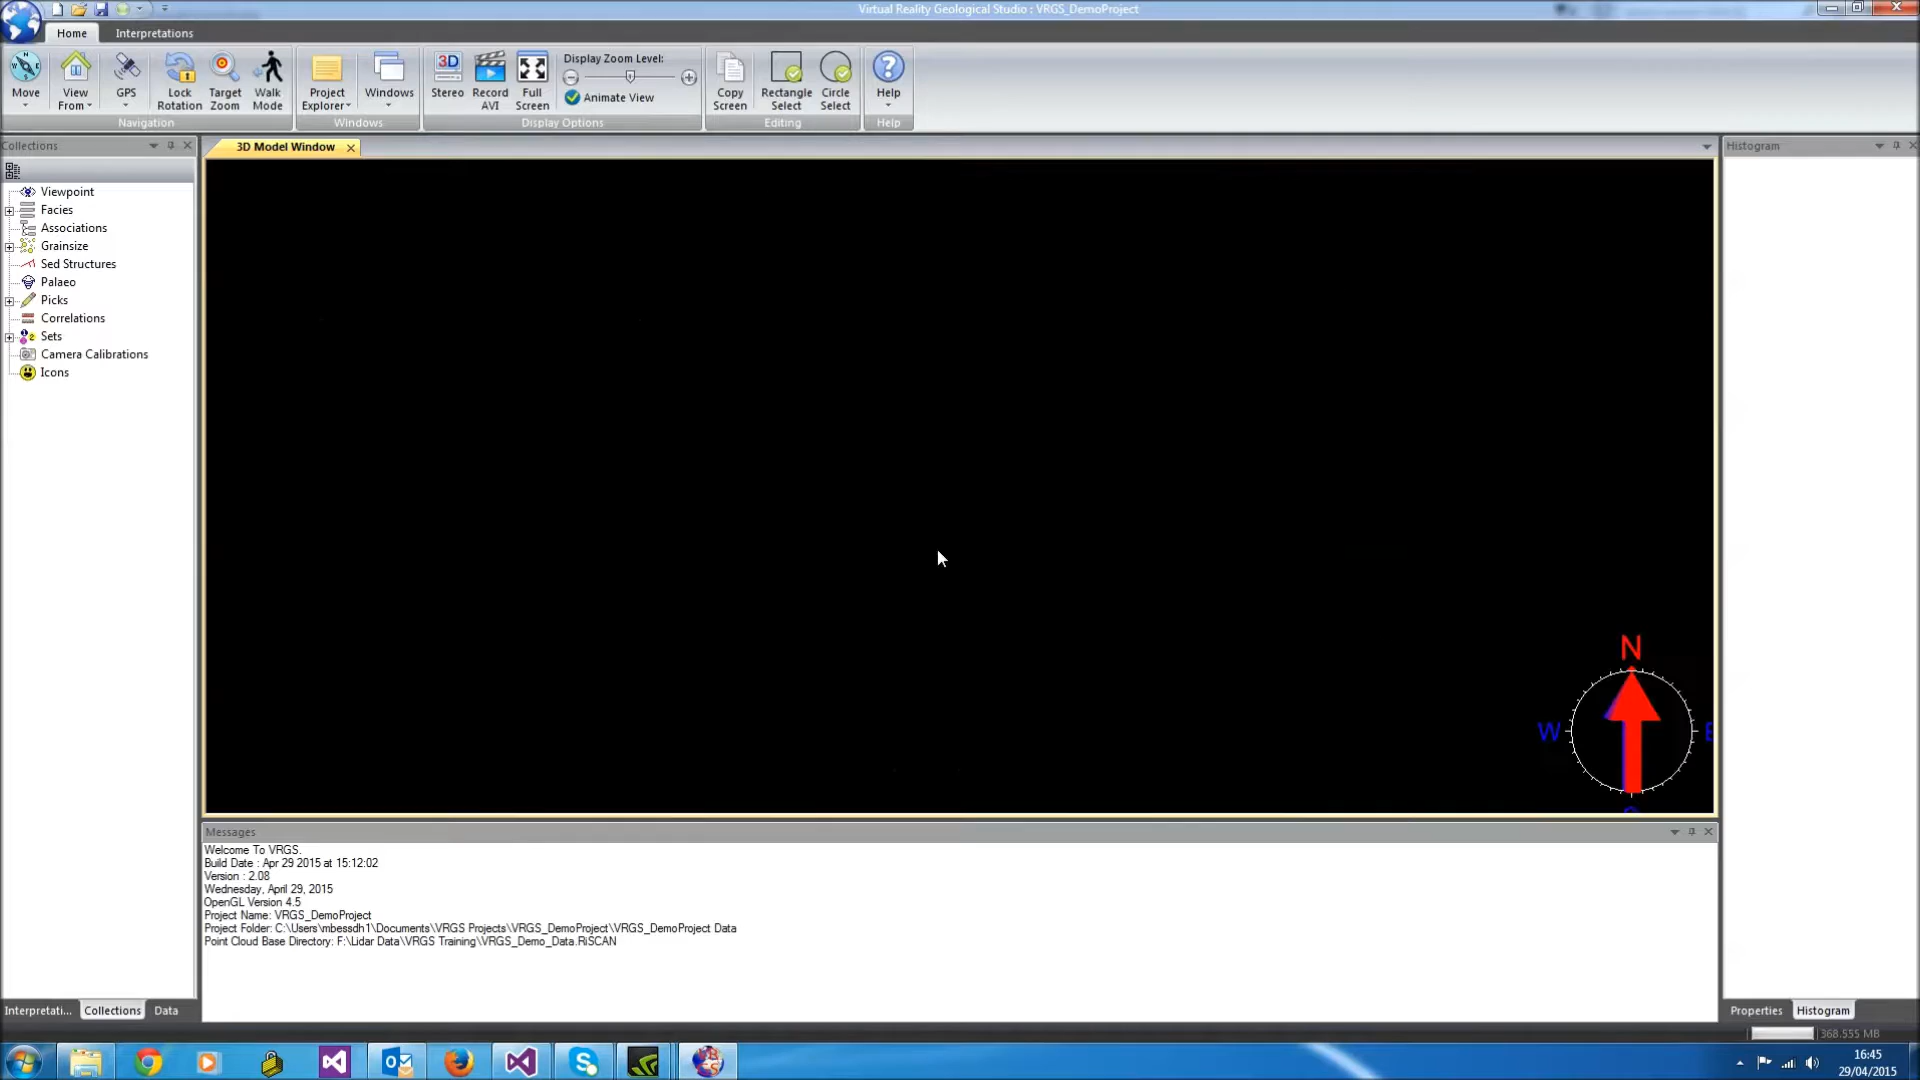 Virtual Reality Geological Studio : VRGS_DemoProject
Home
Interpretations
Move
View From
GPS
Lock Rotation
Target Zoom
Walk Mode
Project Explorer
Windows
3D
Stereo
Record AVI
Full Screen
Display Zoom Level:
Animate View
Copy Screen
Rectangle Select
Circle Select
Help
Navigation
Windows
Display Options
Editing
Help
Collections
3D Model Window
Histogram
Viewpoint
Facies
Associations
Grainsize
Sed Structures
Palaeo
Picks
Correlations
Sets
Camera Calibrations
Icons
N
W
Messages
Welcome To VRGS.
Build Date : Apr 29 2015 at 15:12:02
Version : 2.08
Wednesday, April 29, 2015
OpenGL Version 4.5
Project Name: VRGS_DemoProject
Project Folder: C:\Users\mbessdh1\Documents\VRGS Projects\VRGS_DemoProject\VRGS_DemoProject Data
Point Cloud Base Directory: F:\Lidar Data\VRGS Training\VRGS_Demo_Data.RiSCAN
Interpretati...
Collections
Data
Properties
Histogram
368.555 MB
16:45
29/04/2015